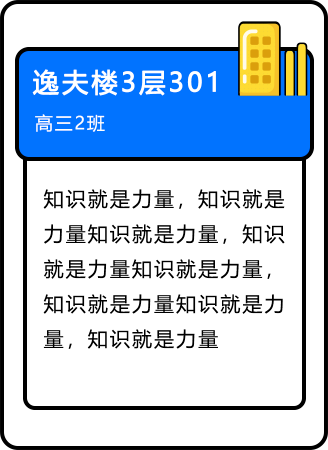 逸夫楼3层301
高三2班
知识就是力量，知识就是
力量知识就是力量，知识
就是力量知识就是力量，
知识就是力量知识就是力
量，知识就是力量